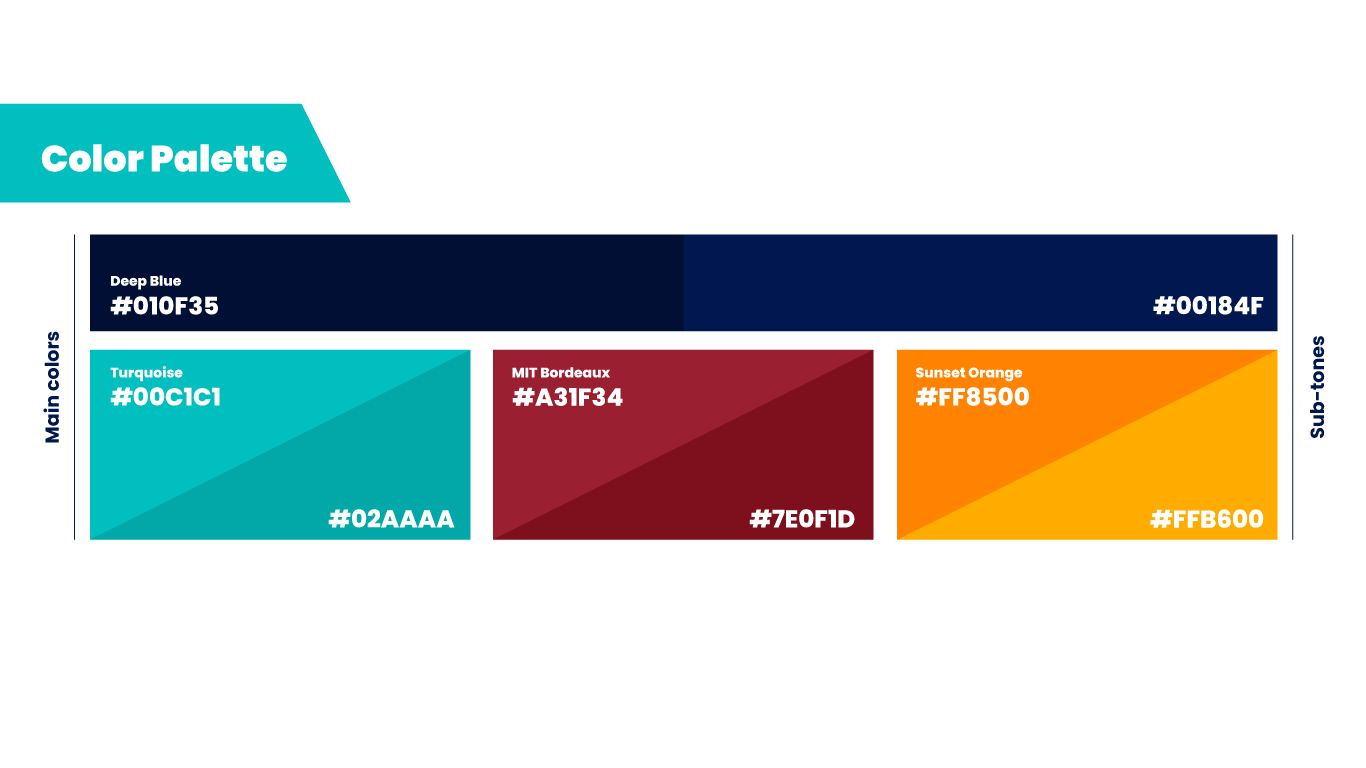 Color Palette
Main colors
Deep Blue
#010F35
#00184F
Turquoise
#00C1C1
#02AAAA
MIT Bordeaux
#A31F34
#7E0F1D
Sunset Orange
#FF8500
#FFB600
Sub-tones